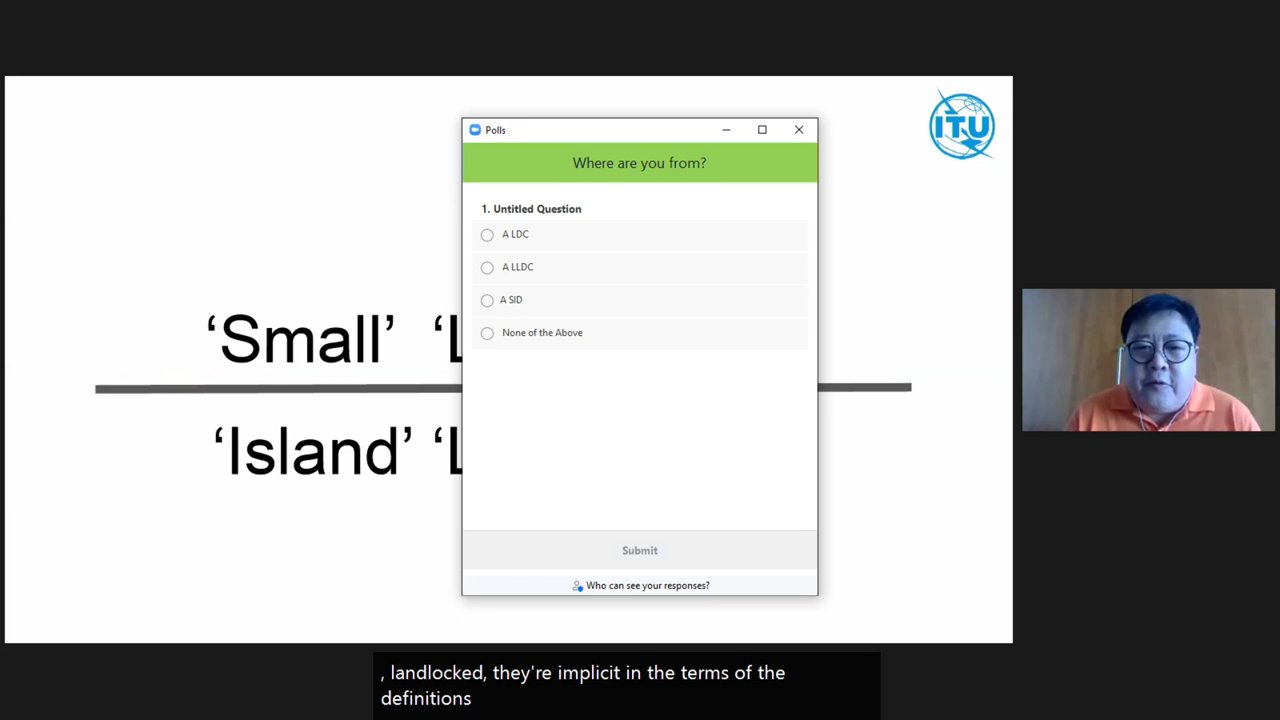 ITU
Polls
Where are you from?
1. Untitled Question
A LDC
A LLDC
A SID
None of the Above
‘Small’ ‘L
‘Island’ ‘L
Submit
Who can see your responses?
, landlocked, they're implicit in the terms of the
definitions